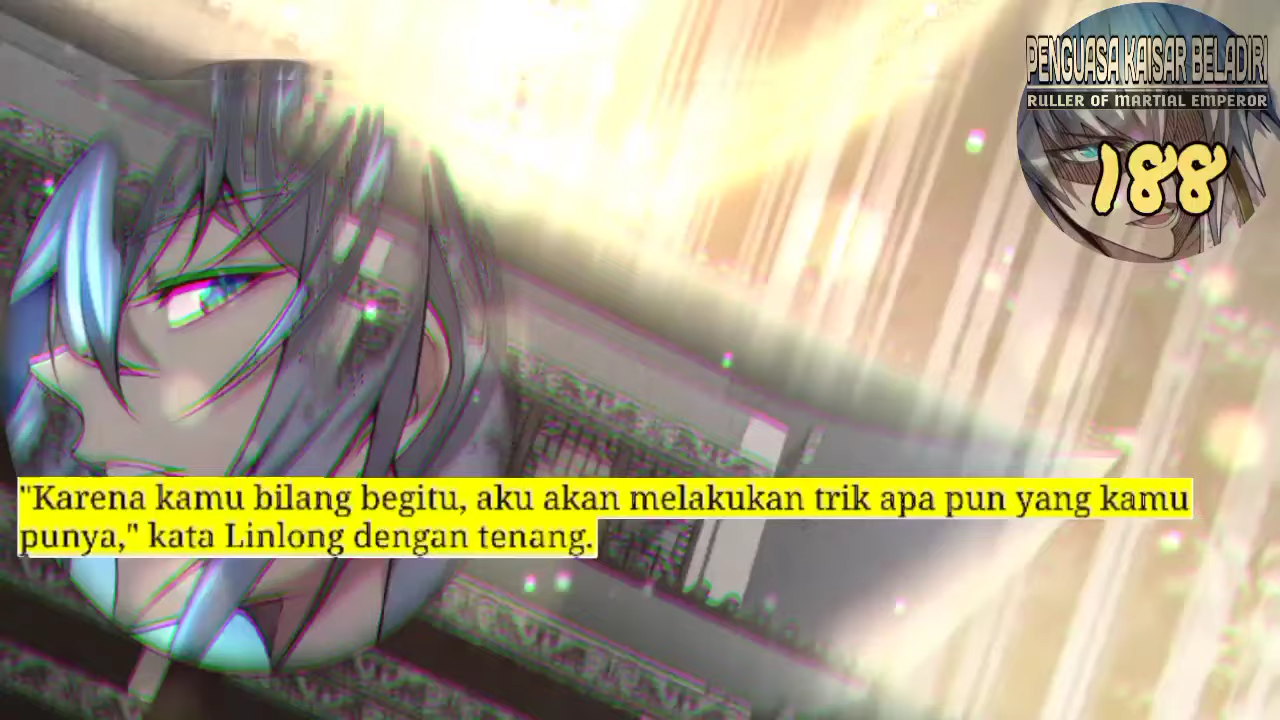 PENGUASA KAISAR BELADIRI
RULLER OF MARTIAL EMPEROR
188
"Karena kamu bilang begitu, aku akan melakukan trik apa pun yang kamu
punya," kata Linlong dengan tenang.